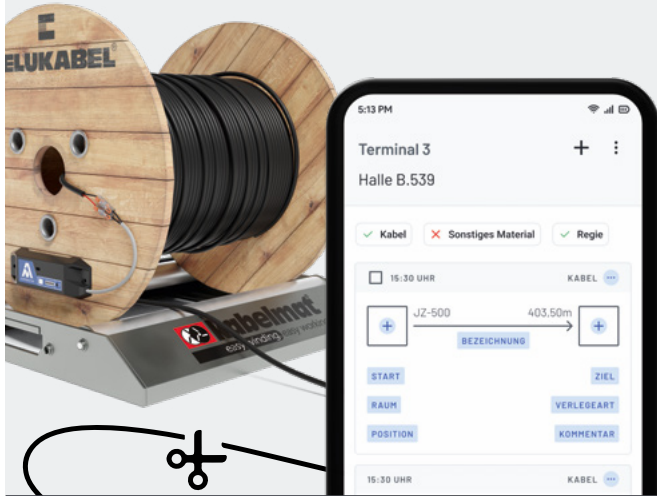 ELUKABEL®
Kabelmat®
easy winding easy working
5:13 PM
Terminal 3
Halle B.539
Kabel
Sonstiges Material
Regie
15:30 UHR
KABEL
JZ-500
403,50m
BEZEICHNUNG
START
ZIEL
RAUM
VERLEGEART
POSITION
KOMMENTAR
15:30 UHR
KABEL